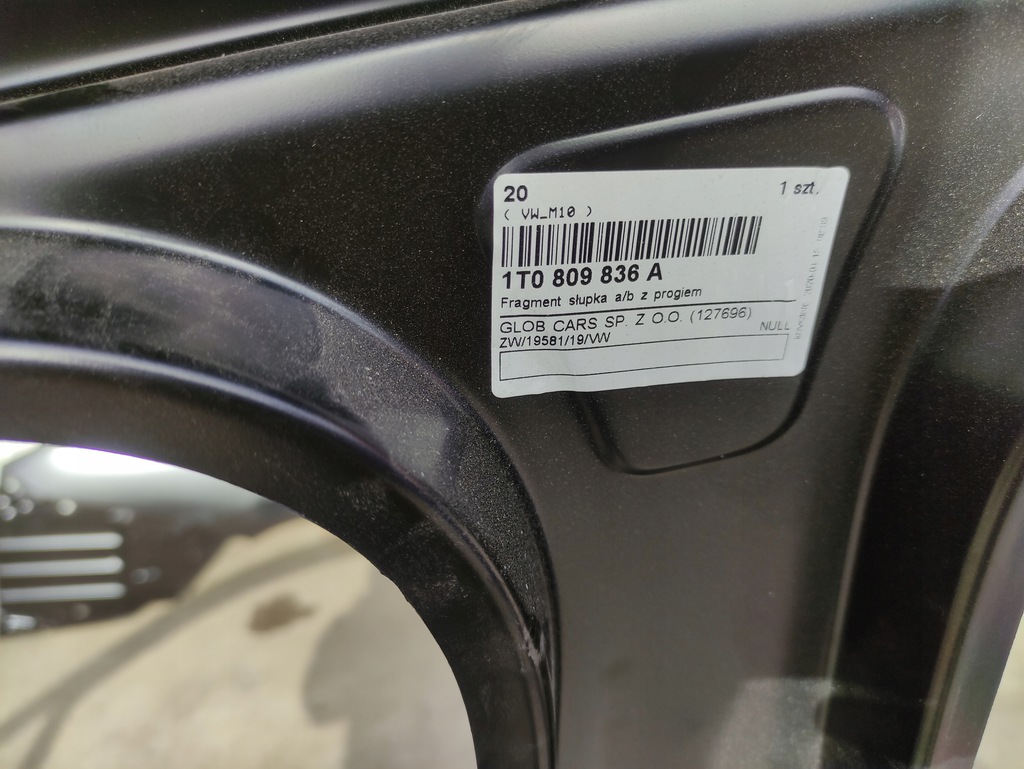 20
1 szt.
( VW_M10 )
1T0 809 836 A
Fragment słupka a/b z progiem
GLOB CARS SP. Z O.O. (127696)
NULL
ZW/19581/19/VW